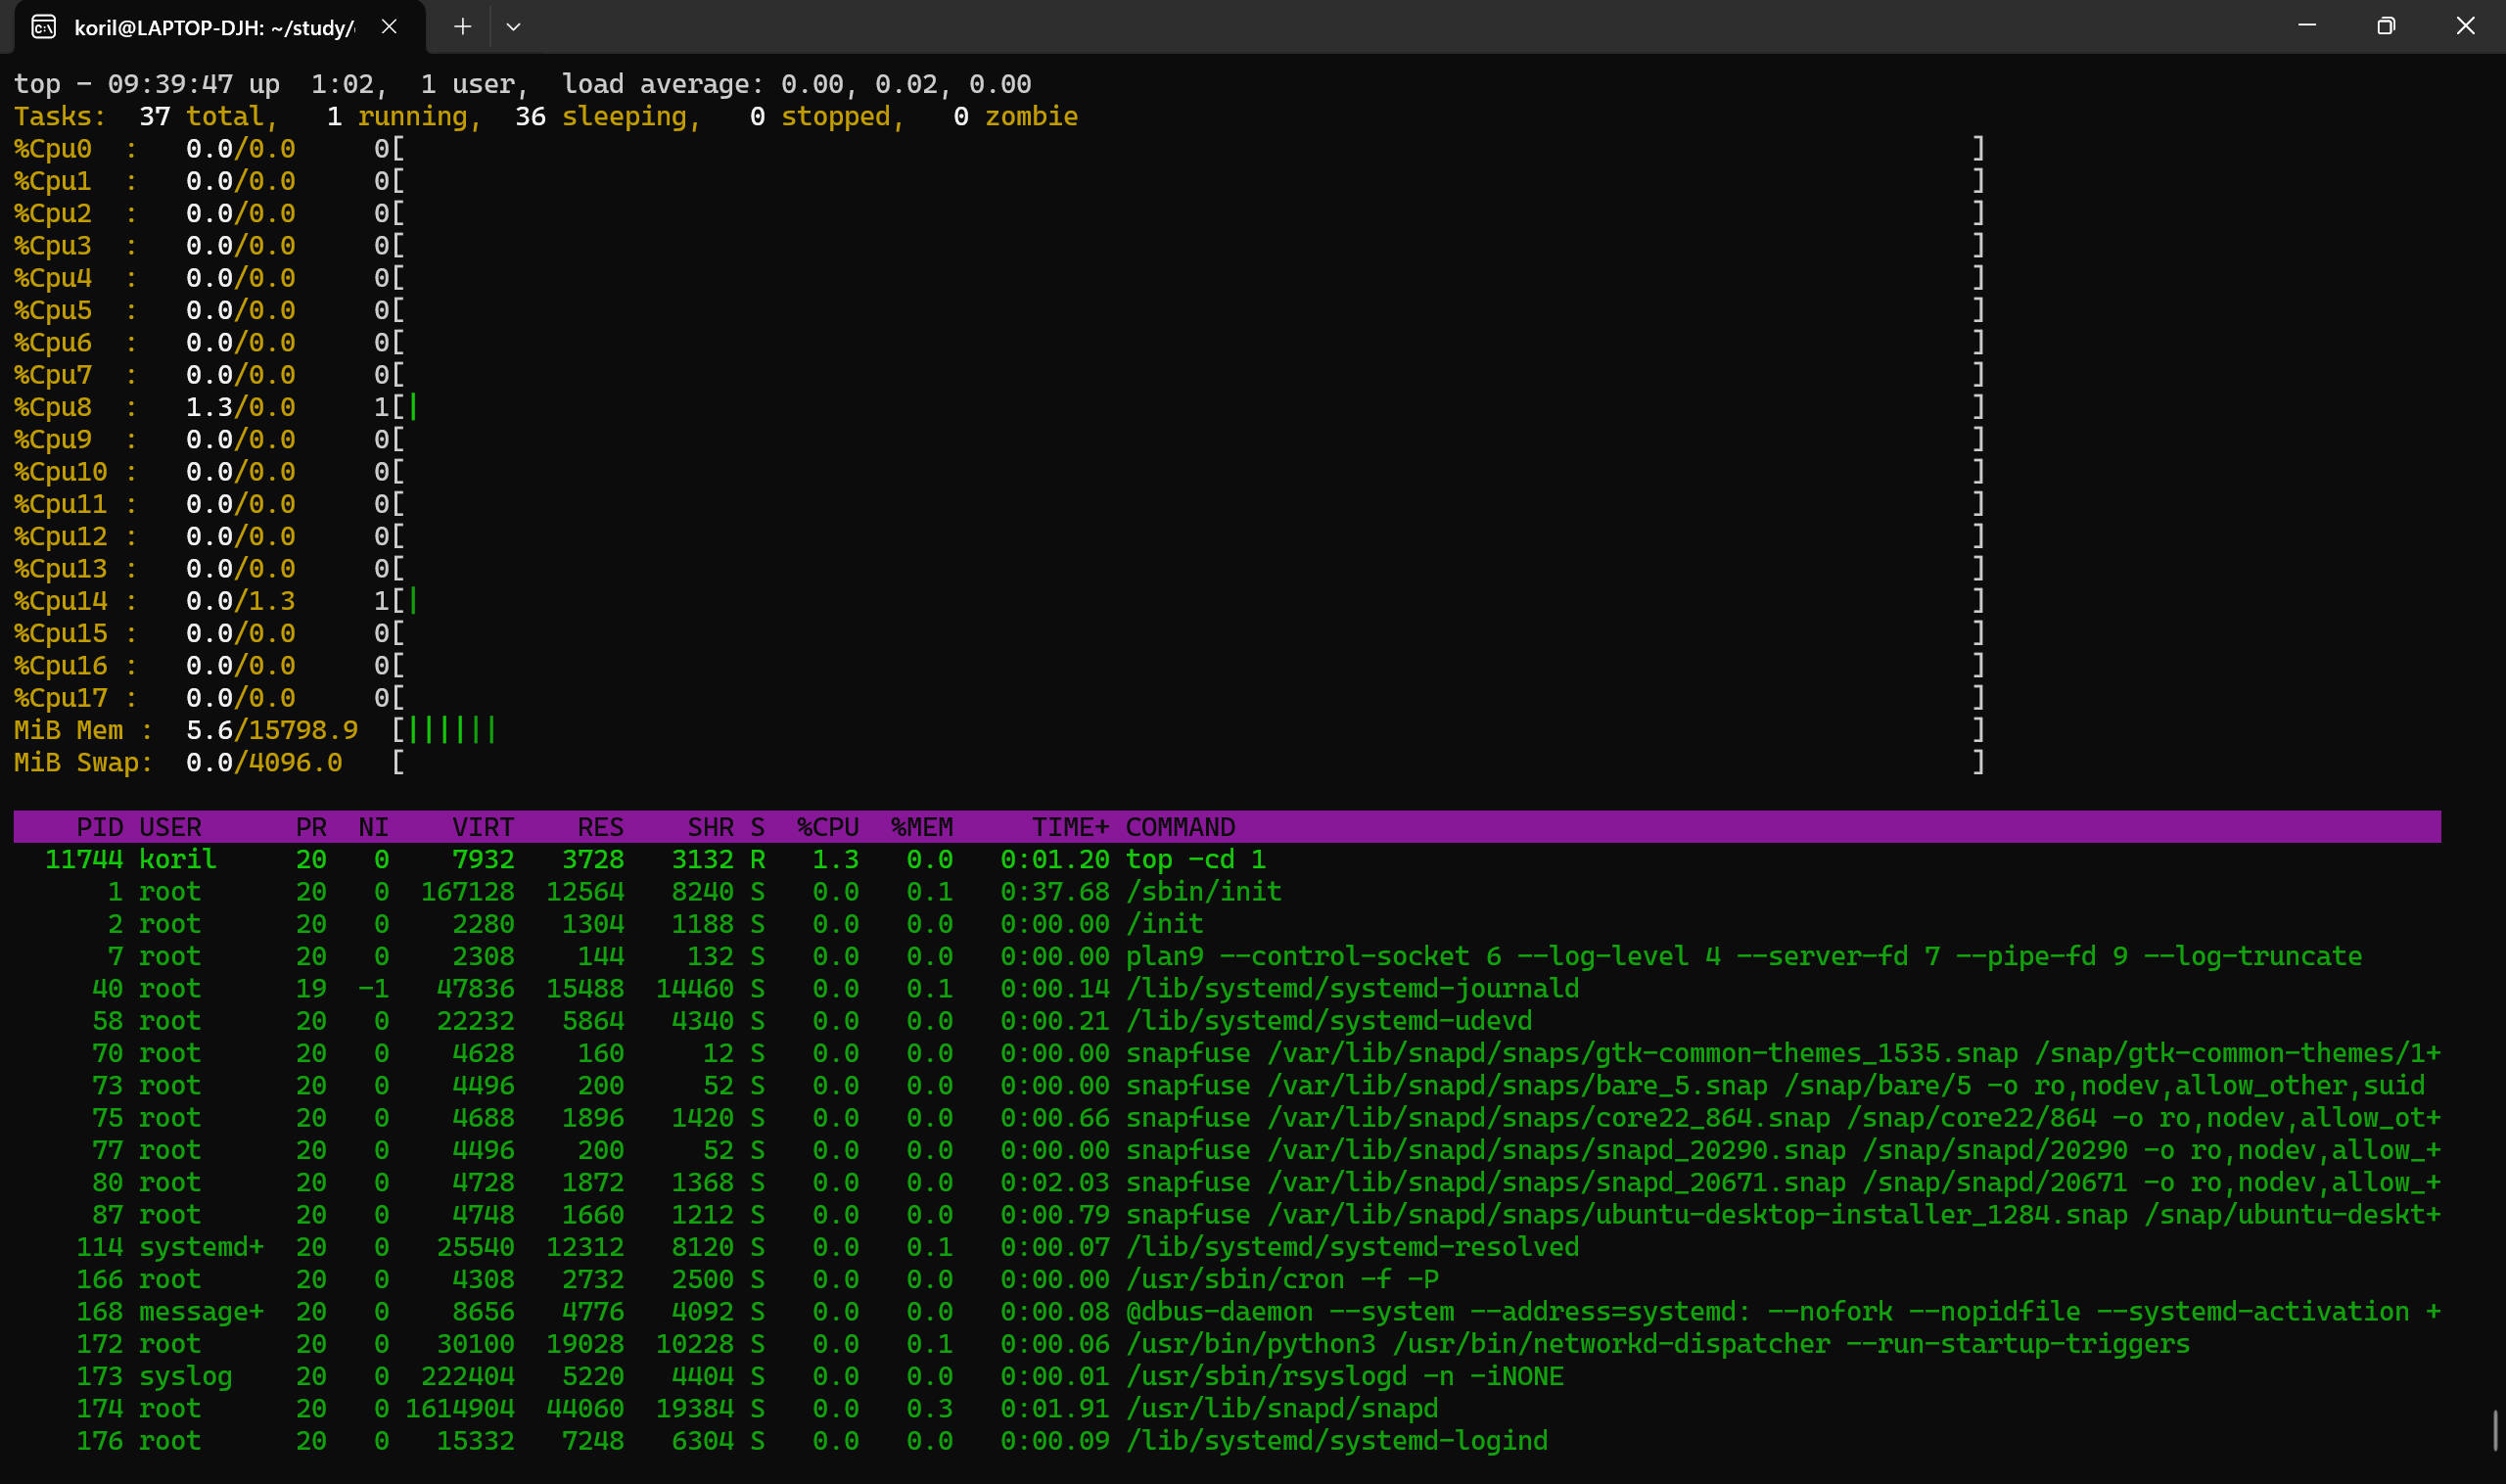 koril@LAPTOP-DJH: ~/study/
top - 09:39:47 up  1:02,  1 user,  load average: 0.00, 0.02, 0.00
Tasks:  37 total,   1 running,  36 sleeping,   0 stopped,   0 zombie
%Cpu0  :   0.0/0.0     0[                                                                                                    ]
%Cpu1  :   0.0/0.0     0[                                                                                                    ]
%Cpu2  :   0.0/0.0     0[                                                                                                    ]
%Cpu3  :   0.0/0.0     0[                                                                                                    ]
%Cpu4  :   0.0/0.0     0[                                                                                                    ]
%Cpu5  :   0.0/0.0     0[                                                                                                    ]
%Cpu6  :   0.0/0.0     0[                                                                                                    ]
%Cpu7  :   0.0/0.0     0[                                                                                                    ]
%Cpu8  :   1.3/0.0     1[|                                                                                                   ]
%Cpu9  :   0.0/0.0     0[                                                                                                    ]
%Cpu10 :   0.0/0.0     0[                                                                                                    ]
%Cpu11 :   0.0/0.0     0[                                                                                                    ]
%Cpu12 :   0.0/0.0     0[                                                                                                    ]
%Cpu13 :   0.0/0.0     0[                                                                                                    ]
%Cpu14 :   0.0/1.3     1[|                                                                                                   ]
%Cpu15 :   0.0/0.0     0[                                                                                                    ]
%Cpu16 :   0.0/0.0     0[                                                                                                    ]
%Cpu17 :   0.0/0.0     0[                                                                                                    ]
MiB Mem :  5.6/15798.9  [||||||                                                                                              ]
MiB Swap:  0.0/4096.0   [                                                                                                    ]
    PID USER      PR  NI    VIRT    RES    SHR S  %CPU  %MEM     TIME+ COMMAND
  11744 koril     20   0    7932   3728   3132 R   1.3   0.0   0:01.20 top -cd 1
      1 root      20   0  167128  12564   8240 S   0.0   0.1   0:37.68 /sbin/init
      2 root      20   0    2280   1304   1188 S   0.0   0.0   0:00.00 /init
      7 root      20   0    2308    144    132 S   0.0   0.0   0:00.00 plan9 --control-socket 6 --log-level 4 --server-fd 7 --pipe-fd 9 --log-truncate
     40 root      19  -1   47836  15488  14460 S   0.0   0.1   0:00.14 /lib/systemd/systemd-journald
     58 root      20   0   22232   5864   4340 S   0.0   0.0   0:00.21 /lib/systemd/systemd-udevd
     70 root      20   0    4628    160     12 S   0.0   0.0   0:00.00 snapfuse /var/lib/snapd/snaps/gtk-common-themes_1535.snap /snap/gtk-common-themes/1+
     73 root      20   0    4496    200     52 S   0.0   0.0   0:00.00 snapfuse /var/lib/snapd/snaps/bare_5.snap /snap/bare/5 -o ro,nodev,allow_other,suid
     75 root      20   0    4688   1896   1420 S   0.0   0.0   0:00.66 snapfuse /var/lib/snapd/snaps/core22_864.snap /snap/core22/864 -o ro,nodev,allow_ot+
     77 root      20   0    4496    200     52 S   0.0   0.0   0:00.00 snapfuse /var/lib/snapd/snaps/snapd_20290.snap /snap/snapd/20290 -o ro,nodev,allow_+
     80 root      20   0    4728   1872   1368 S   0.0   0.0   0:02.03 snapfuse /var/lib/snapd/snaps/snapd_20671.snap /snap/snapd/20671 -o ro,nodev,allow_+
     87 root      20   0    4748   1660   1212 S   0.0   0.0   0:00.79 snapfuse /var/lib/snapd/snaps/ubuntu-desktop-installer_1284.snap /snap/ubuntu-deskt+
    114 systemd+  20   0   25540  12312   8120 S   0.0   0.1   0:00.07 /lib/systemd/systemd-resolved
    166 root      20   0    4308   2732   2500 S   0.0   0.0   0:00.00 /usr/sbin/cron -f -P
    168 message+  20   0    8656   4776   4092 S   0.0   0.0   0:00.08 @dbus-daemon --system --address=systemd: --nofork --nopidfile --systemd-activation +
    172 root      20   0   30100  19028  10228 S   0.0   0.1   0:00.06 /usr/bin/python3 /usr/bin/networkd-dispatcher --run-startup-triggers
    173 syslog    20   0  222404   5220   4404 S   0.0   0.0   0:00.01 /usr/sbin/rsyslogd -n -iNONE
    174 root      20   0 1614904  44060  19384 S   0.0   0.3   0:01.91 /usr/lib/snapd/snapd
    176 root      20   0   15332   7248   6304 S   0.0   0.0   0:00.09 /lib/systemd/systemd-logind